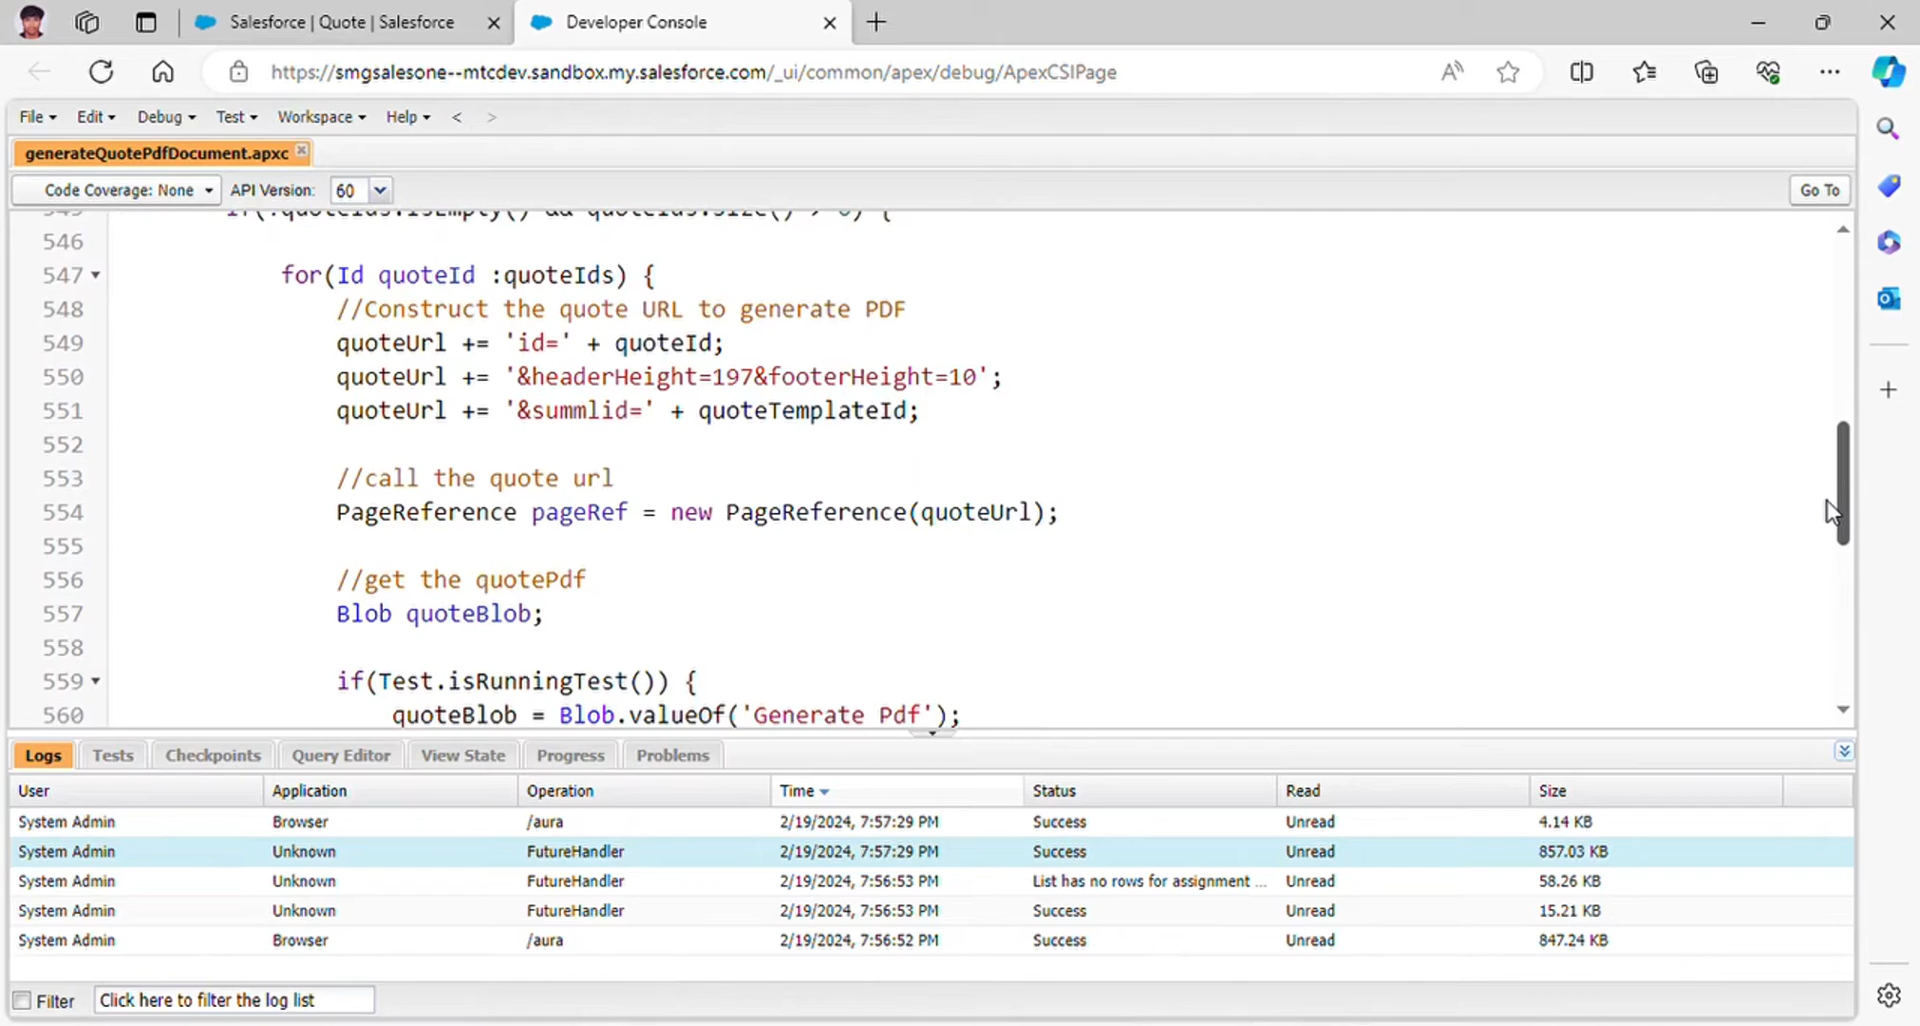 Salesforce | Quote | Salesforce
Developer Console
https://smgsalesone--mtcdev.sandbox.my.salesforce.com/_ui/common/apex/debug/ApexCSIPage
File Edit Debug Test Workspace Help < >
generateQuotePdfDocument.apxc
Code Coverage: None API Version: 60 Go To
545 if(!quoteIds.isEmpty() && quoteIds.size() > 0) {
546
547 for(Id quoteId :quoteIds) {
548 //Construct the quote URL to generate PDF
549 quoteUrl += 'id=' + quoteId;
550 quoteUrl += '&headerHeight=197&footerHeight=10';
551 quoteUrl += '&summlid=' + quoteTemplateId;
552
553 //call the quote url
554 PageReference pageRef = new PageReference(quoteUrl);
555
556 //get the quotePdf
557 Blob quoteBlob;
558
559 if(Test.isRunningTest()) {
560 quoteBlob = Blob.valueOf('Generate Pdf');
Logs Tests Checkpoints Query Editor View State Progress Problems
User Application Operation Time Status Read Size
System Admin Browser /aura 2/19/2024, 7:57:29 PM Success Unread 4.14 KB
System Admin Unknown FutureHandler 2/19/2024, 7:57:29 PM Success Unread 857.03 KB
System Admin Unknown FutureHandler 2/19/2024, 7:56:53 PM List has no rows for assignment ... Unread 58.26 KB
System Admin Unknown FutureHandler 2/19/2024, 7:56:53 PM Success Unread 15.21 KB
System Admin Browser /aura 2/19/2024, 7:56:52 PM Success Unread 847.24 KB
Filter Click here to filter the log list